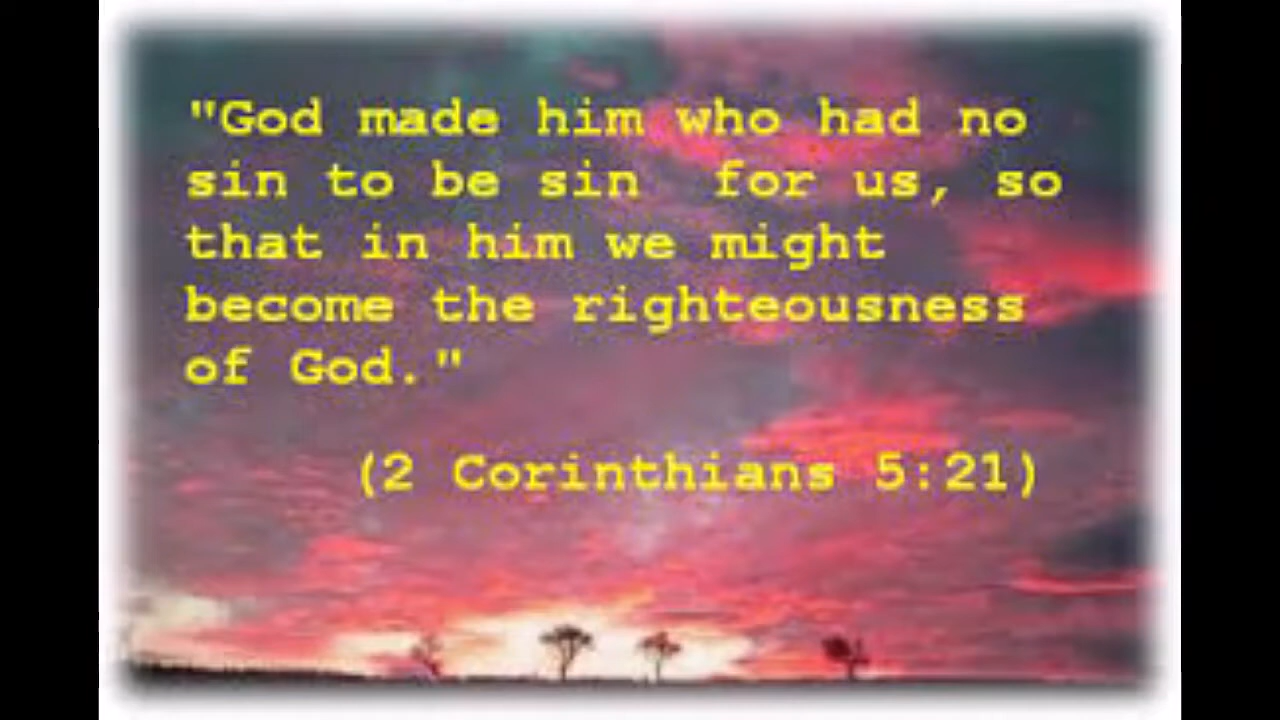 "God made him who had no
sin to be sin  for us, so
that in him we might
become the righteousness
of God."
(2 Corinthians 5:21)